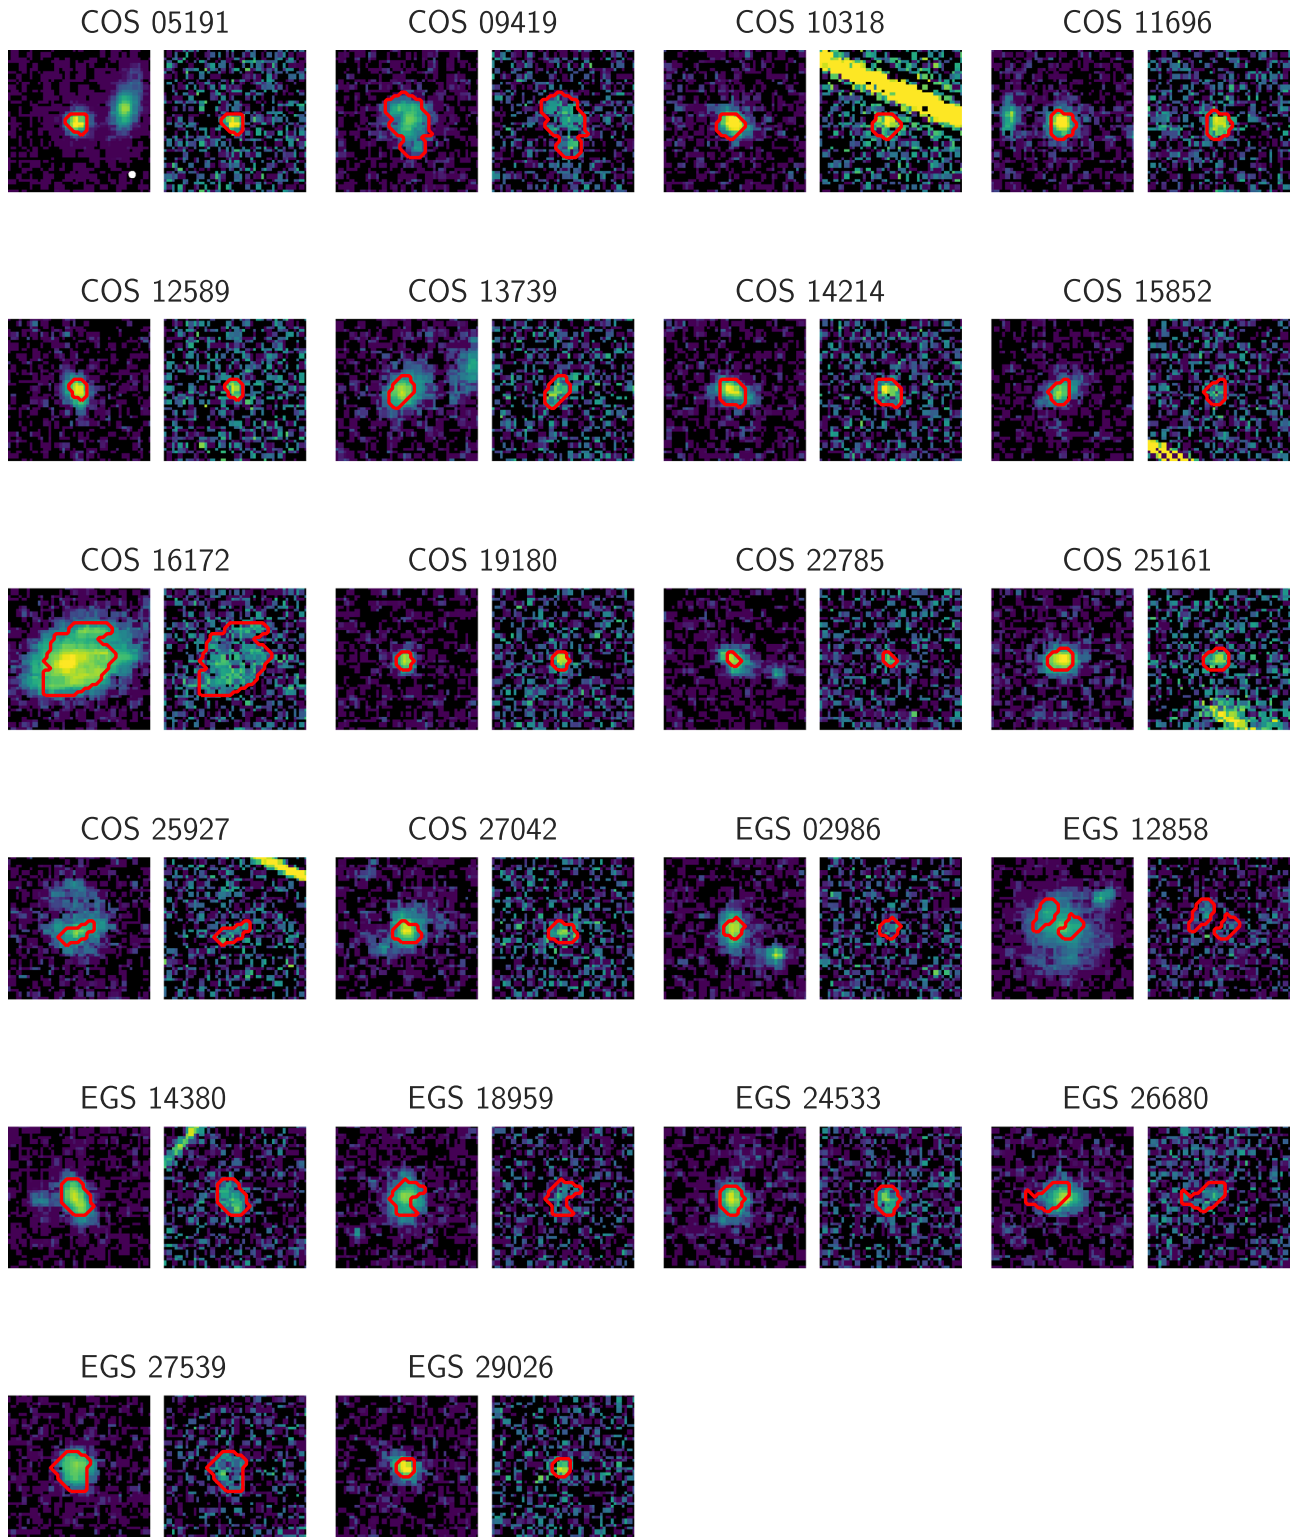 COS 05191 COS 09419 COS 10318 COS 11696
COS 12589 COS 13739 COS 14214 COS 15852
COS 16172 COS 19180 COS 22785 COS 25161
COS 25927 COS 27042 EGS 02986 EGS 12858
EGS 14380 EGS 18959 EGS 24533 EGS 26680
EGS 27539 EGS 29026